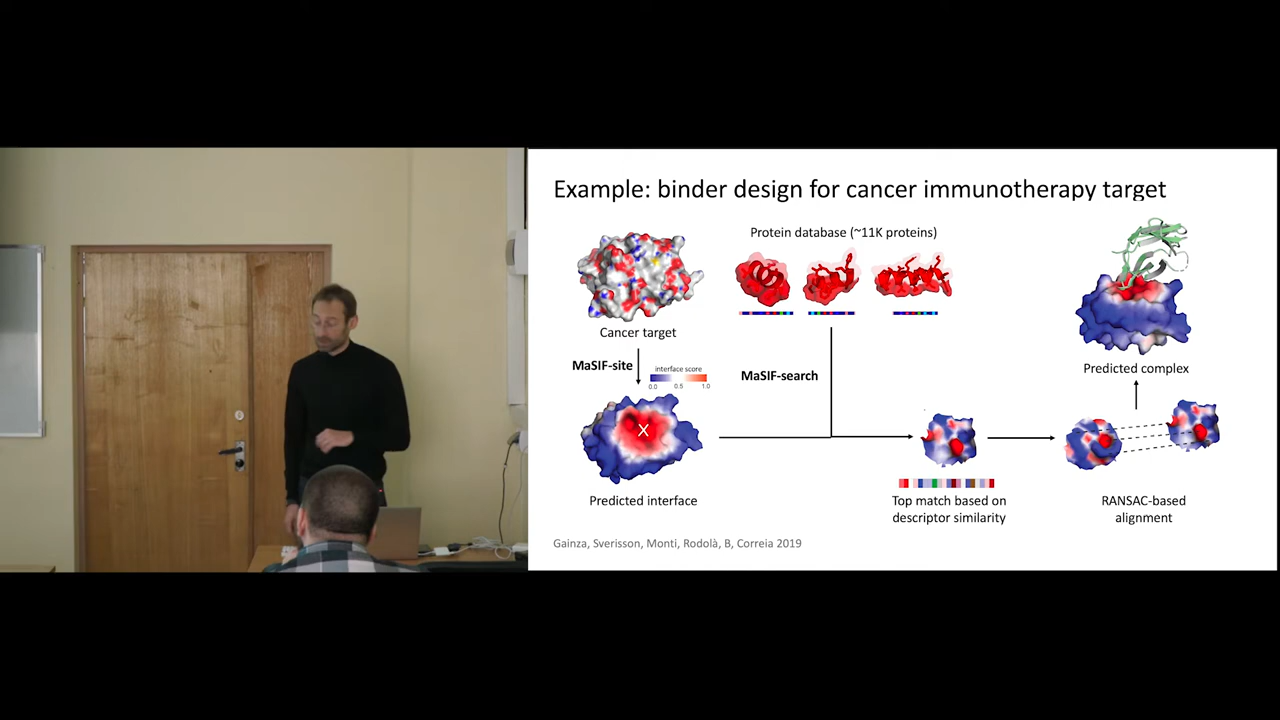 Example: binder design for cancer immunotherapy target
Protein database (~11K proteins)
Cancer target
MaSIF-site
interface score
0.0 0.5 1.0
MaSIF-search
X
Predicted interface
Top match based on
descriptor similarity
RANSAC-based
alignment
Predicted complex
Gainza, Sverisson, Monti, Rodolà, B, Correia 2019